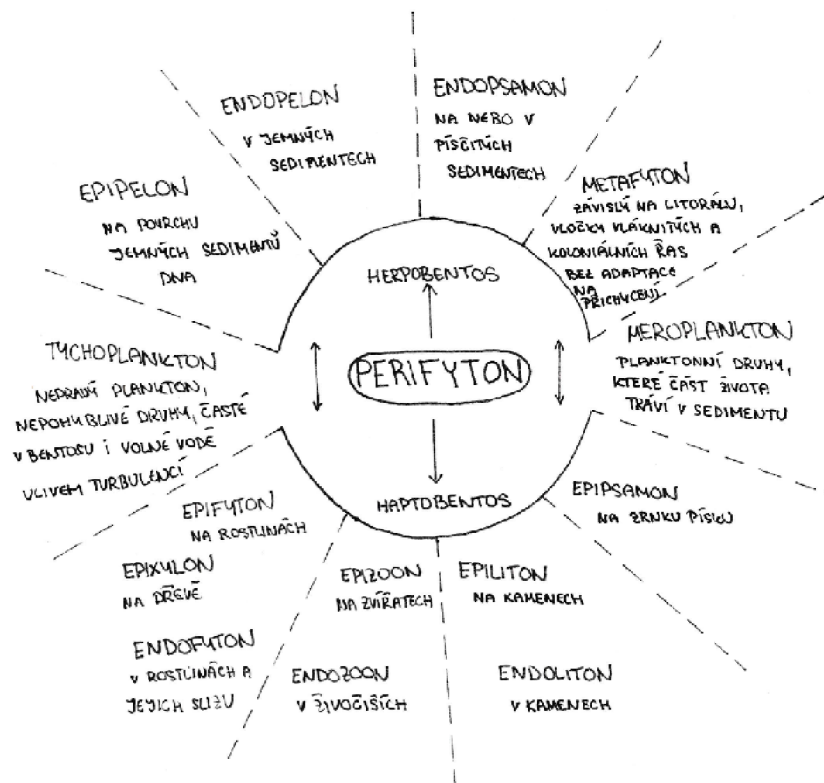 ENDOPELON
V JEMNÝCH
SEDIMENTECH
ENDOPSAMON
NA NEBO V
PÍSČITÝCH
SEDIMENTECH
EPIPELON
NA POVRCHU
JEMNÝCH SEDIMENTŮ
DNA
METAFYTON
ZÁVISLÝ NA LITORÁLU,
VLOČKY VLÁKNITÝCH A
KOLONIÁLNÍCH ŘAS
BEZ ADAPTACE
NA
PŘICHYCENÍ
HERPOBENTOS
TYCHOPLANKTON
NEPRAVÝ PLANKTON,
NEPOHYBLIVÉ DRUHY, ČASTÉ
V BENTOSU I VOLNÉ VODĚ
VLIVEM TURBULENCÍ
PERIFYTON
MEROPLANKTON
PLANKTONNÍ DRUHY,
KTERÉ ČÁST ŽIVOTA
TRÁVÍ V SEDIMENTU
HAPTOBENTOS
EPIFYTON
NA ROSTLINÁCH
EPIPSAMON
NA ZRNKU PÍSKU
EPIXYLON
NA DŘEVĚ
EPIZOON
NA ZVÍŘATECH
EPILITON
NA KAMENECH
ENDOFYTON
V ROSTLINÁCH A
JEJICH SLIZU
ENDOZOON
V ŽIVOČIŠÍCH
ENDOLITON
V KAMENECH